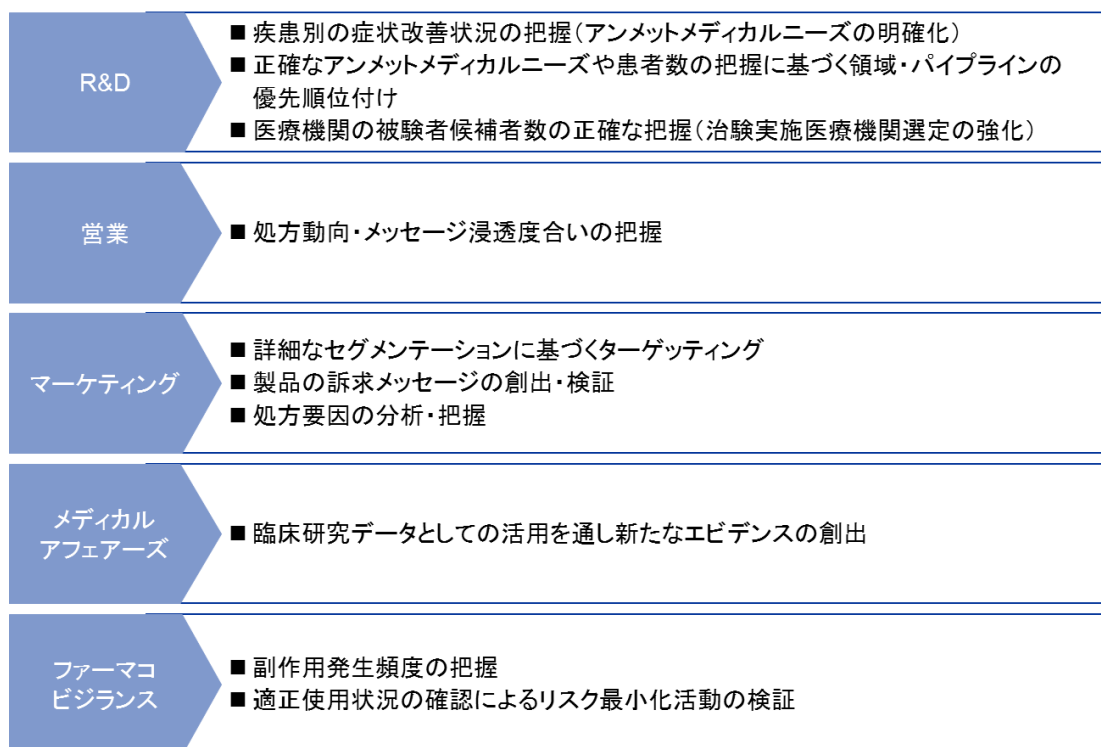 R&D
■ 疾患別の症状改善状況の把握（アンメットメディカルニーズの明確化）
■ 正確なアンメットメディカルニーズや患者数の把握に基づく領域・パイプラインの
優先順位付け
■ 医療機関の被験者候補者数の正確な把握（治験実施医療機関選定の強化）
営業
■ 処方動向・メッセージ浸透度合いの把握
マーケティング
■ 詳細なセグメンテーションに基づくターゲッティング
■ 製品の訴求メッセージの創出・検証
■ 処方要因の分析・把握
メディカル
アフェアーズ
■ 臨床研究データとしての活用を通し新たなエビデンスの創出
ファーマコ
ビジランス
■ 副作用発生頻度の把握
■ 適正使用状況の確認によるリスク最小化活動の検証